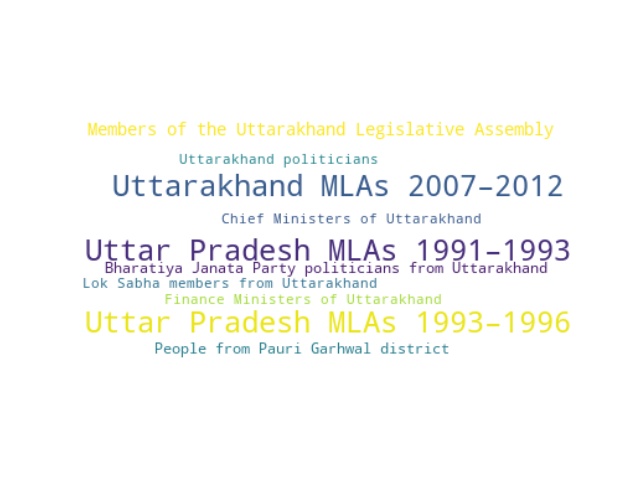 Members of the Uttarakhand Legislative Assembly
Uttarakhand politicians
Uttarakhand MLAs 2007–2012
Chief Ministers of Uttarakhand
Uttar Pradesh MLAs 1991–1993
Bharatiya Janata Party politicians from Uttarakhand
Lok Sabha members from Uttarakhand
Finance Ministers of Uttarakhand
Uttar Pradesh MLAs 1993–1996
People from Pauri Garhwal district